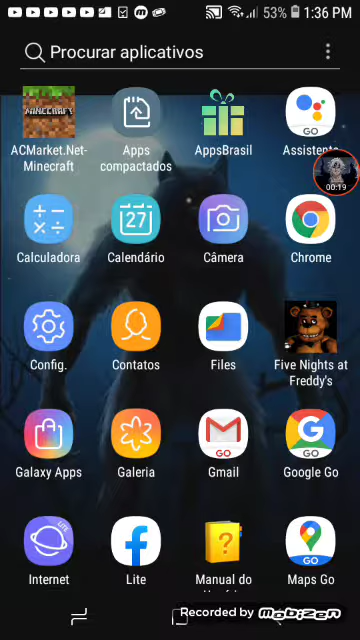 53% 1:36 PM
Procurar aplicativos
MINECRAFT
GO
ACMarket.Net-
Minecraft
Apps
compactados
AppsBrasil
Assistente
00:19
27
Calculadora
Calendário
Câmera
Chrome
Config.
Contatos
Files
Five Nights at
Freddy's
GO
GO
Galaxy Apps
Galeria
Gmail
Google Go
LITE
?
GO
Internet
Lite
Manual do
Maps Go
Recorded by MOBIZEN